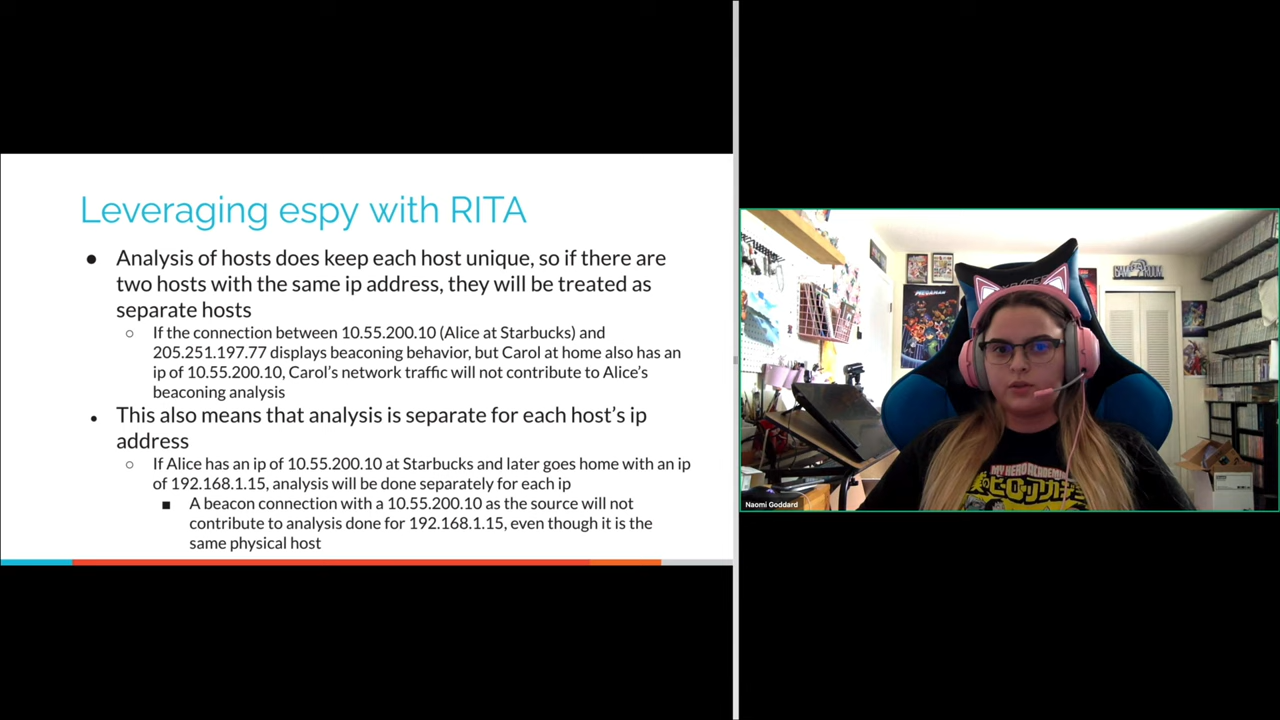 Leveraging espy with RITA
● Analysis of hosts does keep each host unique, so if there are
two hosts with the same ip address, they will be treated as
separate hosts
○ If the connection between 10.55.200.10 (Alice at Starbucks) and
205.251.197.77 displays beaconing behavior, but Carol at home also has an
ip of 10.55.200.10, Carol's network traffic will not contribute to Alice's
beaconing analysis
● This also means that analysis is separate for each host's ip
address
○ If Alice has an ip of 10.55.200.10 at Starbucks and later goes home with an ip
of 192.168.1.15, analysis will be done separately for each ip
■ A beacon connection with a 10.55.200.10 as the source will not
contribute to analysis done for 192.168.1.15, even though it is the
same physical host
GAME ROOM
MY HERO ACADEMIA
Naomi Goddard